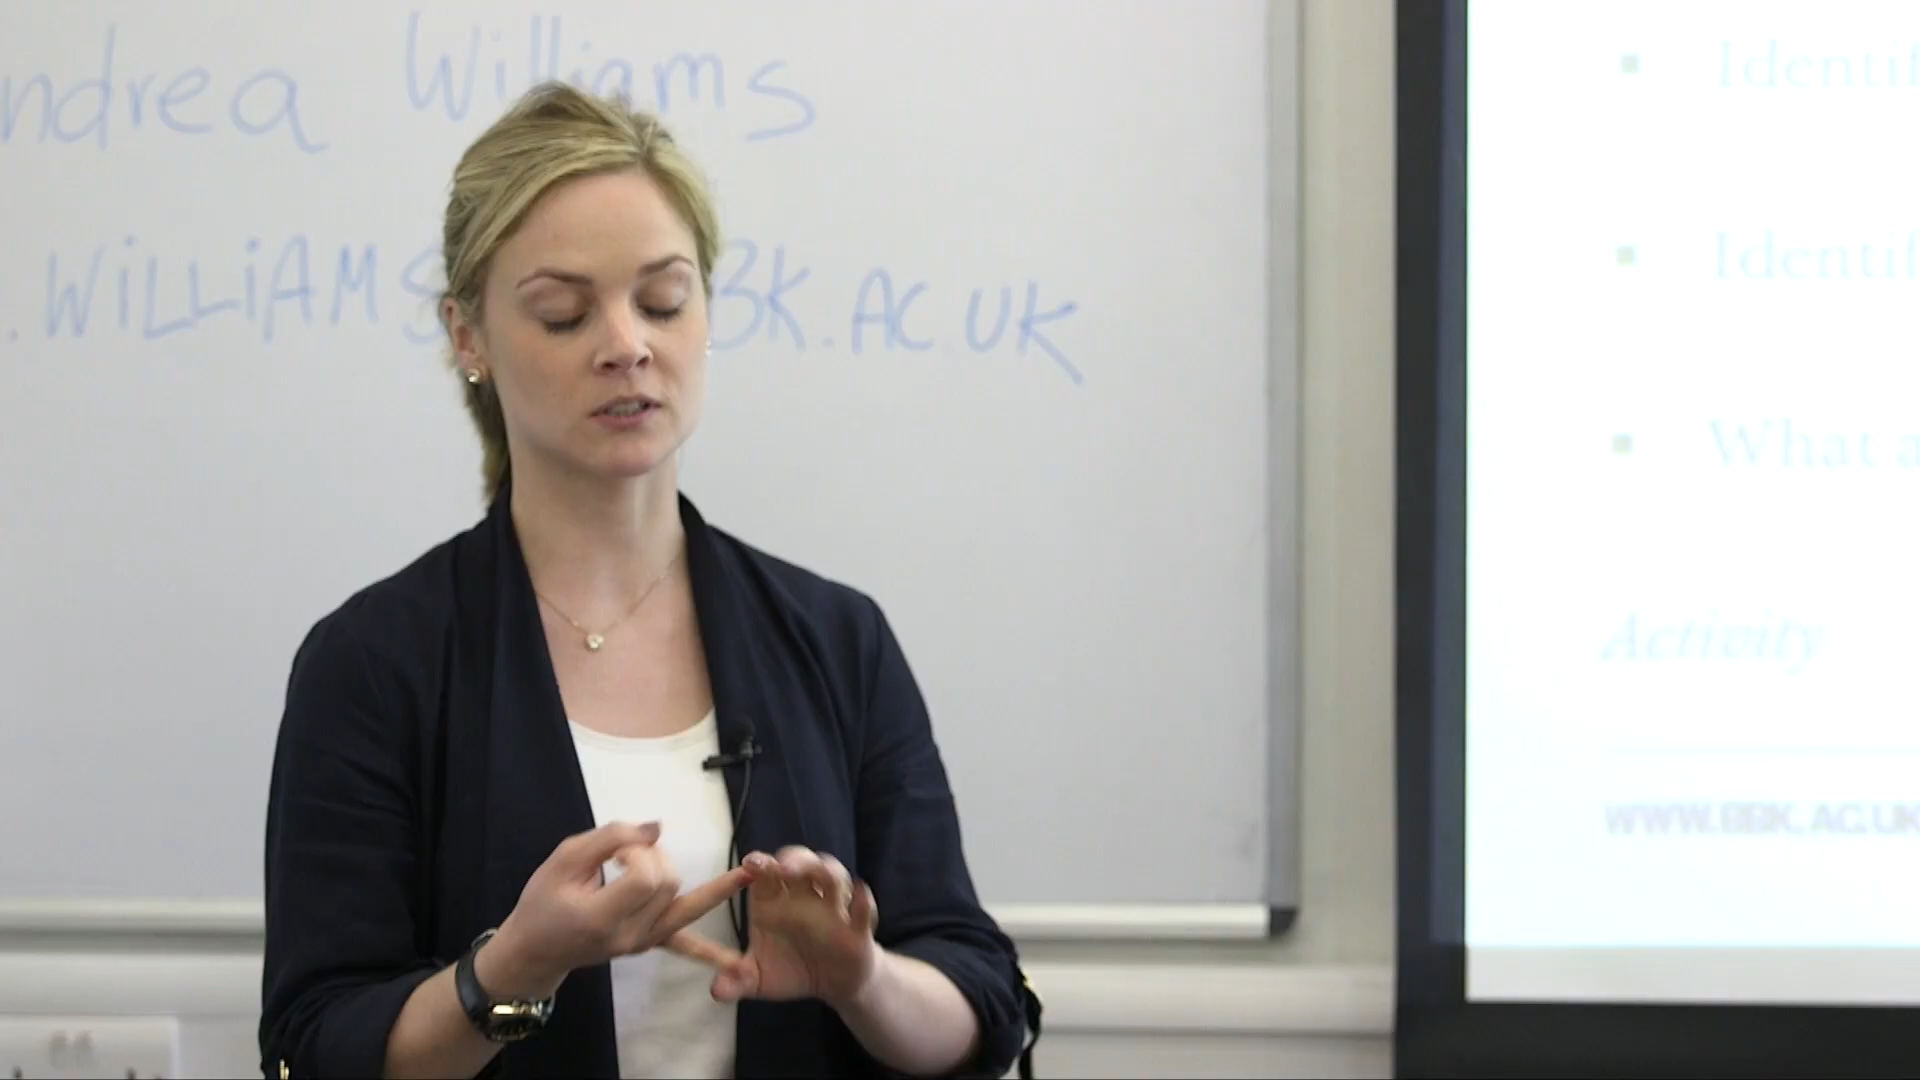 ndrea Williams
.WiLLiAMS BK.AC UK
Identif
Identif
What a
Activity
WWW.BBK.AC.UK